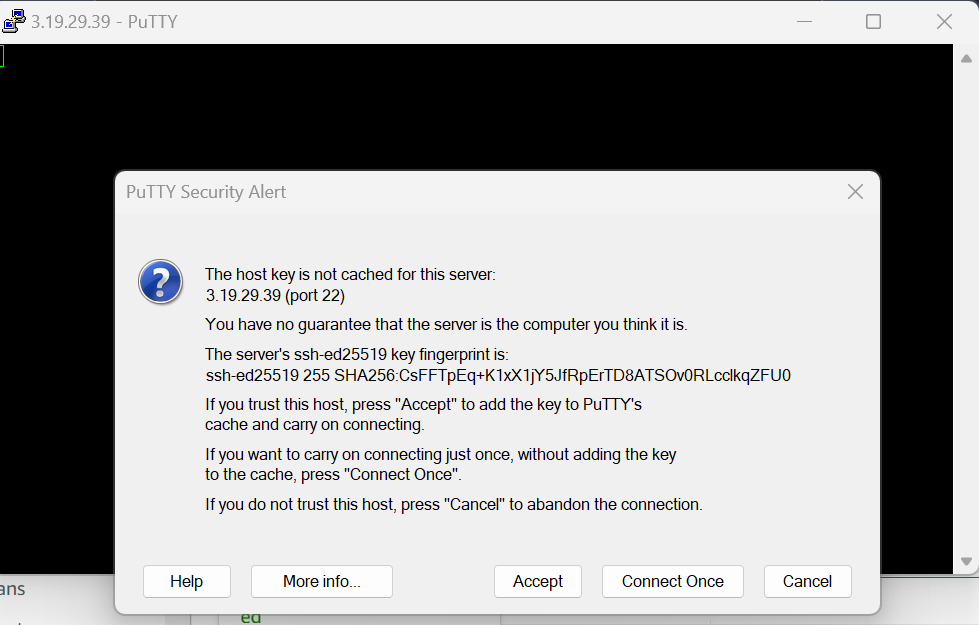 3.19.29.39 - PuTTY
PuTTY Security Alert
The host key is not cached for this server:
3.19.29.39 (port 22)
You have no guarantee that the server is the computer you think it is.
The server's ssh-ed25519 key fingerprint is:
ssh-ed25519 255 SHA256:CsFFTpEq+K1xX1jY5JfRpErTD8ATSOv0RLcclkqZFU0
If you trust this host, press "Accept" to add the key to PuTTY's
cache and carry on connecting.
If you want to carry on connecting just once, without adding the key
to the cache, press "Connect Once".
If you do not trust this host, press "Cancel" to abandon the connection.
Help More info... Accept Connect Once Cancel
ans
ed